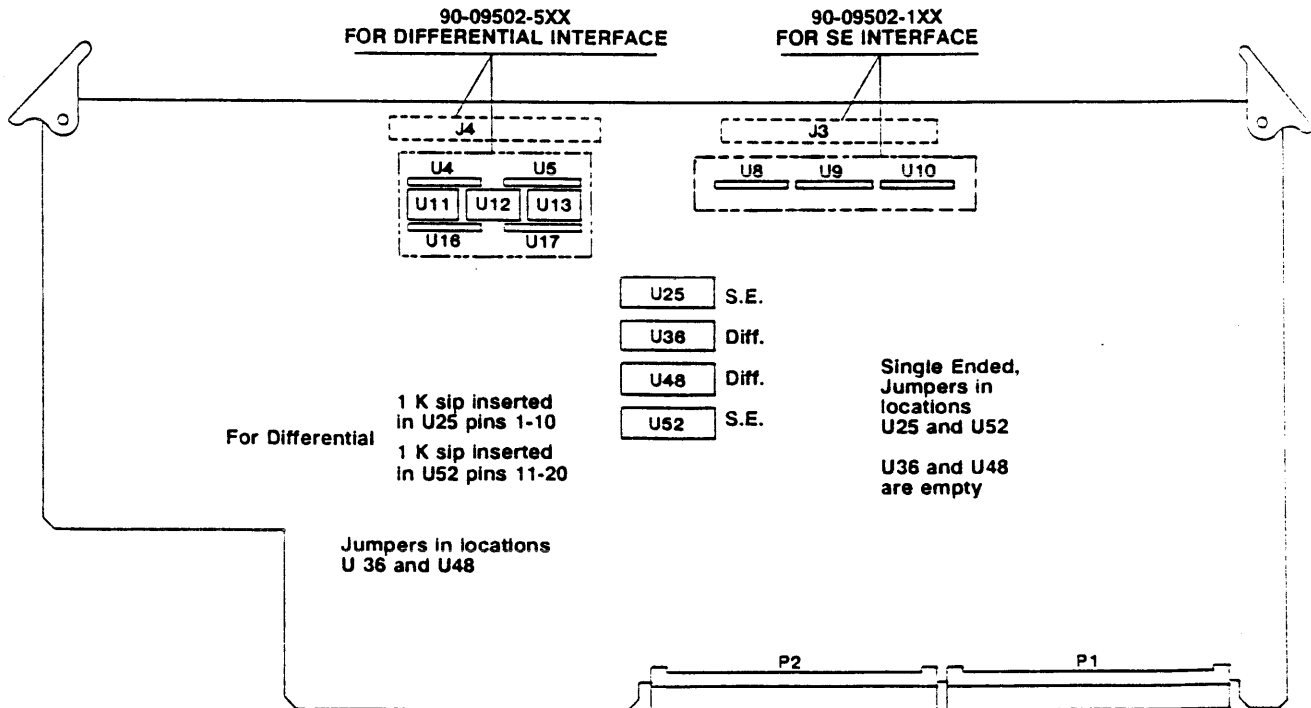 90-09502-5XX
FOR DIFFERENTIAL INTERFACE
90-09502-1XX
FOR SE INTERFACE
J4
J3
U4
U5
U11
U12
U13
U16
U17
U8
U9
U10
U25
S.E.
U36
Diff.
U48
Diff.
U52
S.E.
For Differential
1 K sip inserted
in U25 pins 1-10
1 K sip inserted
in U52 pins 11-20
Jumpers in locations
U 36 and U48
Single Ended,
Jumpers in
locations
U25 and U52
U36 and U48
are empty
P2
P1